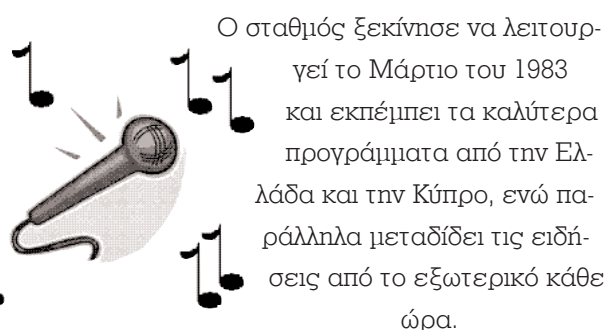 Ο σταθμός ξεκίνησε να λειτουρ-
γεί το Μάρτιο του 1983
και εκπέμπει τα καλύτερα
προγράμματα από την Ελ-
λάδα και την Κύπρο, ενώ πα-
ράλληλα μεταδίδει τις ειδή-
σεις από το εξωτερικό κάθε
ώρα.